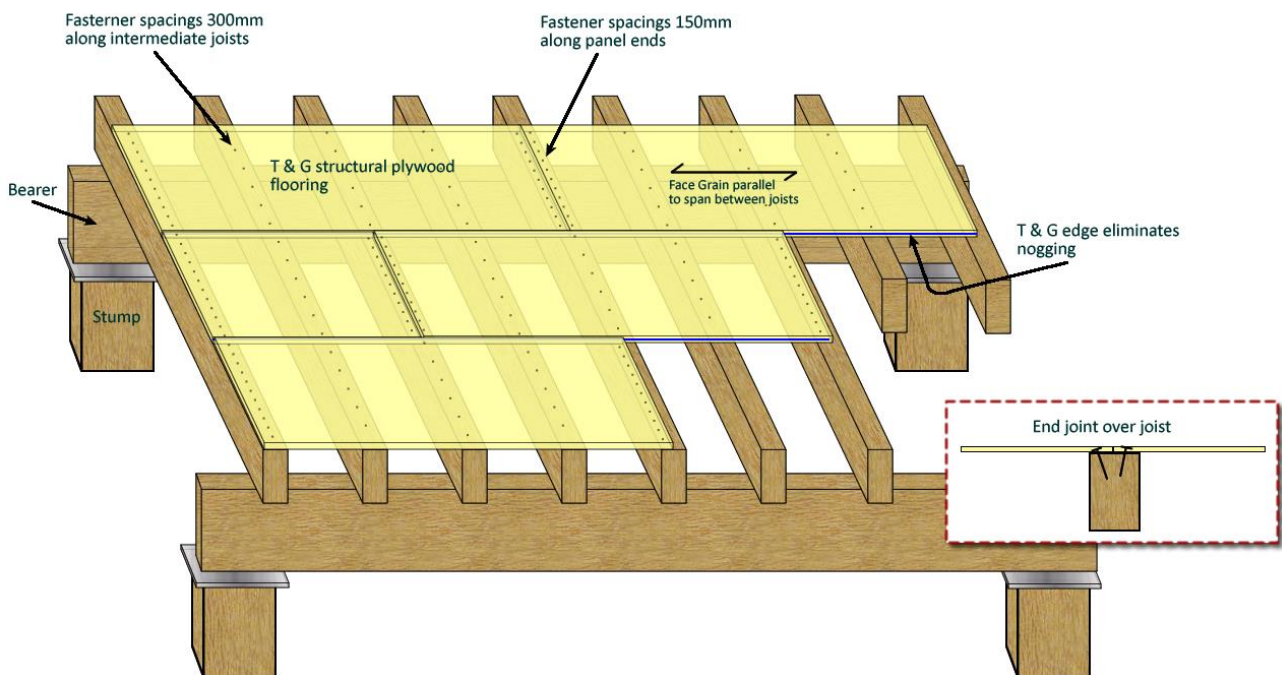 Fasterner spacings 300mm
along intermediate joists
Fastener spacings 150mm
along panel ends
T & G structural plywood
flooring
Face Grain parallel
to span between joists
Bearer
T & G edge eliminates
nogging
Stump
End joint over joist